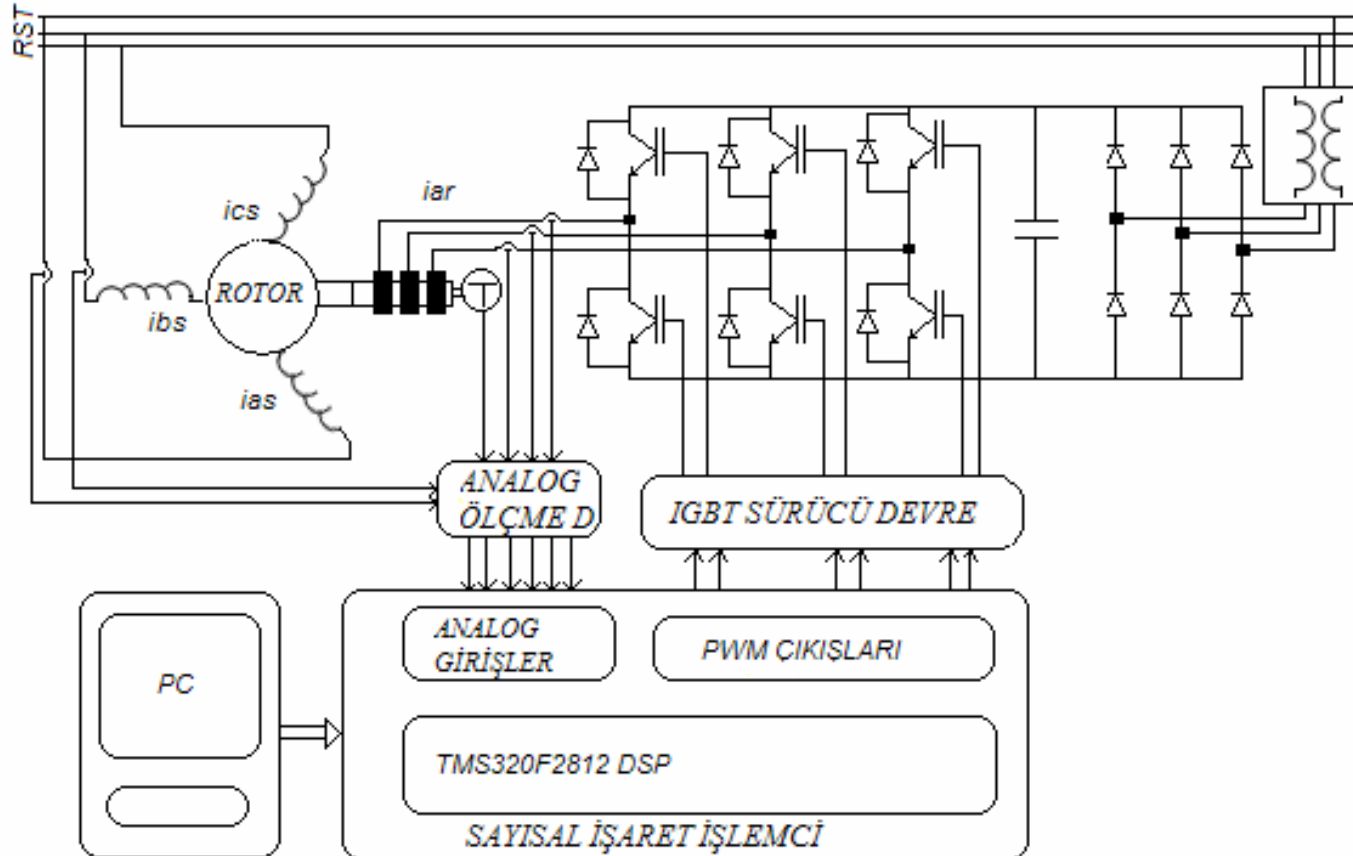 RST
iar
ics
ROTOR
ibs
ias
ANALOG
ÖLÇME D
IGBT SÜRÜCÜ DEVRE
ANALOG
GİRİŞLER
PWM ÇIKIŞLARI
PC
TMS320F2812 DSP
SAYISAL İŞARET İŞLEMCİ
T